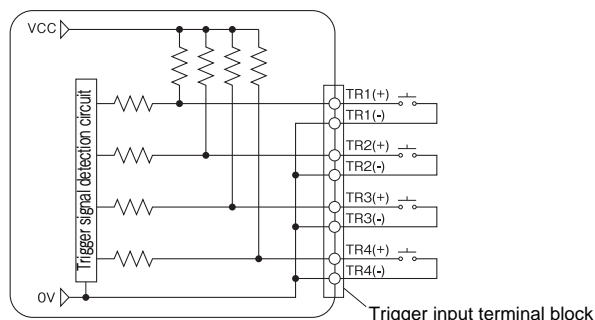 VCC
Trigger signal detection circuit
TR1(+)
TR1(-)
TR2(+)
TR2(-)
TR3(+)
TR3(-)
TR4(+)
TR4(-)
0V
Trigger input terminal block